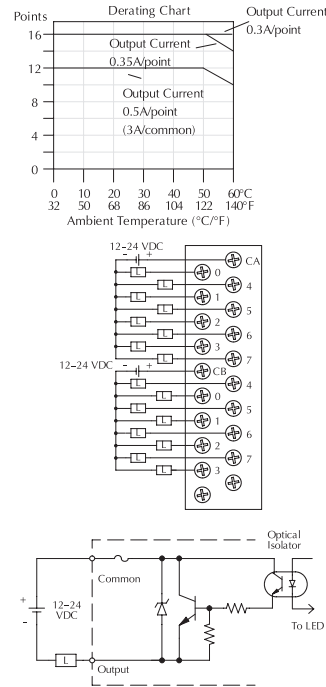 Points
Derating Chart
Output Current
0.3A/point
16
Output Current
0.35A/point
12
Output Current
0.5A/point
(3A/common)
8
4
0
0 10 20 30 40 50 60°C
32 50 68 86 104 122 140°F
Ambient Temperature (°C/°F)
12–24 VDC
- +
CA
L
0
L
4
L
1
L
5
L
2
L
6
L
3
L
7
12–24 VDC
- +
CB
L
4
L
0
L
5
L
1
L
6
L
2
L
7
L
3
Optical
Isolator
Common
+
12–24
VDC
-
To LED
L
Output